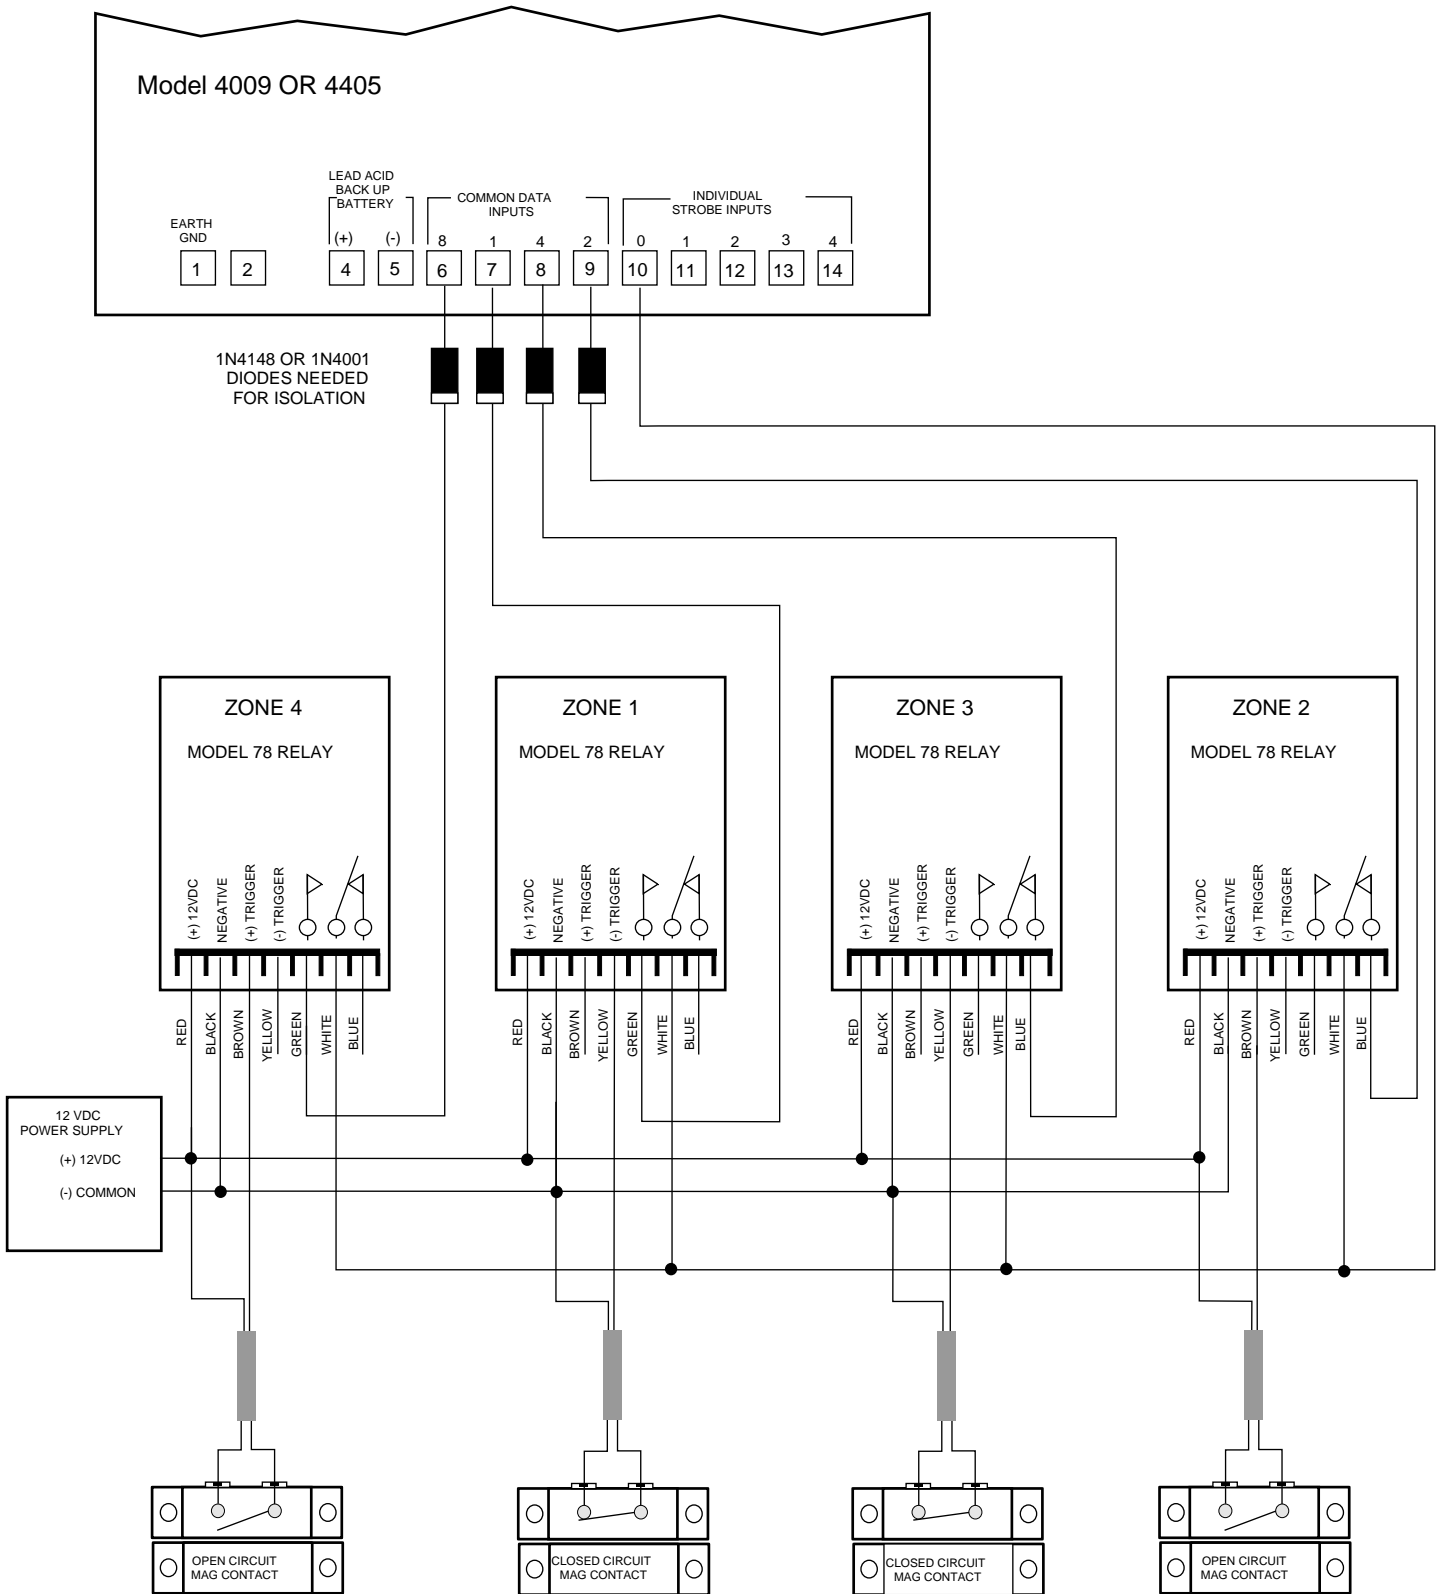 Model 4009 OR 4405
LEAD ACID
BACK UP
BATTERY
COMMON DATA
INPUTS
INDIVIDUAL
STROBE INPUTS
EARTH
GND
(+) (-) 8 1 4 2 0 1 2 3 4
1 2 4 5 6 7 8 9 10 11 12 13 14
1N4148 OR 1N4001
DIODES NEEDED
FOR ISOLATION
ZONE 4
MODEL 78 RELAY
(+) 12VDC
NEGATIVE
(+) TRIGGER
(-) TRIGGER
RED
BLACK
BROWN
YELLOW
GREEN
WHITE
BLUE
ZONE 1
MODEL 78 RELAY
(+) 12VDC
NEGATIVE
(+) TRIGGER
(-) TRIGGER
RED
BLACK
BROWN
YELLOW
GREEN
WHITE
BLUE
ZONE 3
MODEL 78 RELAY
(+) 12VDC
NEGATIVE
(+) TRIGGER
(-) TRIGGER
RED
BLACK
BROWN
YELLOW
GREEN
WHITE
BLUE
ZONE 2
MODEL 78 RELAY
(+) 12VDC
NEGATIVE
(+) TRIGGER
(-) TRIGGER
RED
BLACK
BROWN
YELLOW
GREEN
WHITE
BLUE
12 VDC
POWER SUPPLY
(+) 12VDC
(-) COMMON
OPEN CIRCUIT
MAG CONTACT
CLOSED CIRCUIT
MAG CONTACT
CLOSED CIRCUIT
MAG CONTACT
OPEN CIRCUIT
MAG CONTACT